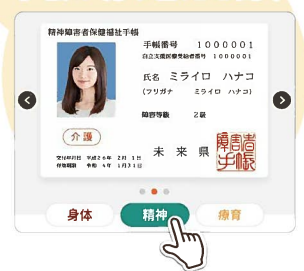 精神障害者保健福祉手帳
手帳番号 1000001
自立支援医療受給者番号 1000001
氏名 ミライロ ハナコ
(フリガナ ミライロ ハナコ)
障害等級 2級
介護
交付年月日 平成26年 2月 1日
有効期限 令和 4年 1月31日
未来県
障害者手帳
身体
精神
療育